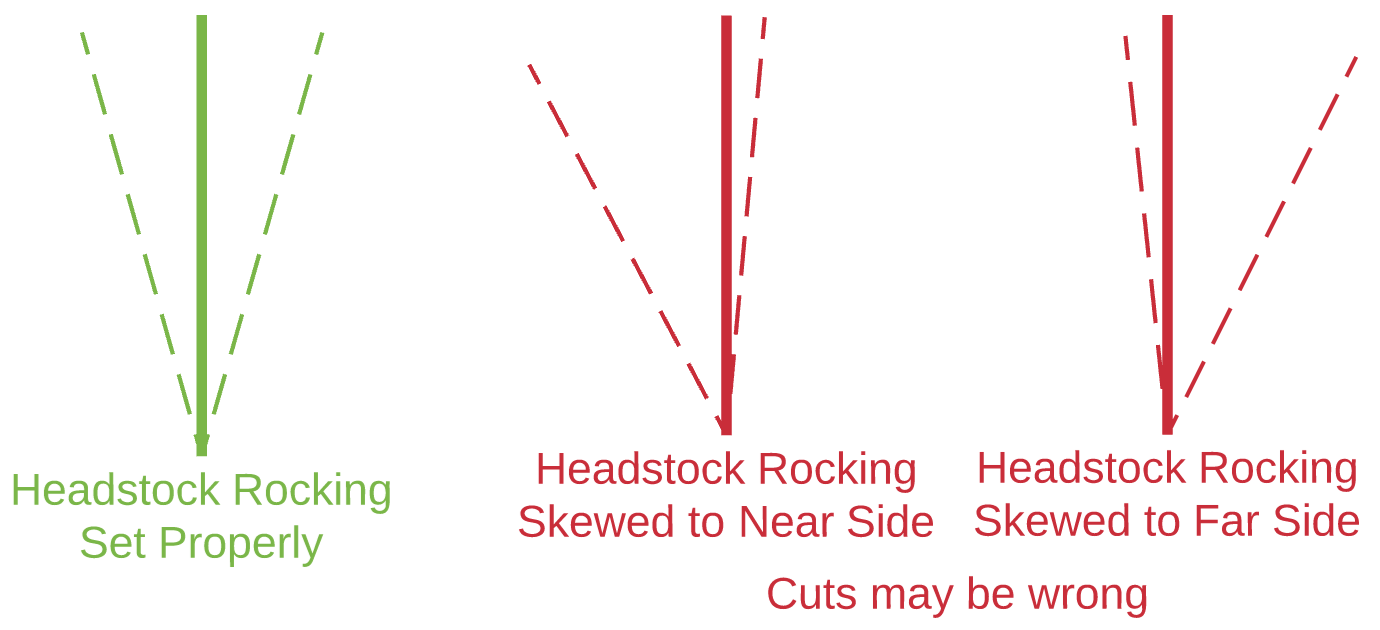 Headstock Rocking
Set Properly
Headstock Rocking
Skewed to Near Side
Headstock Rocking
Skewed to Far Side
Cuts may be wrong